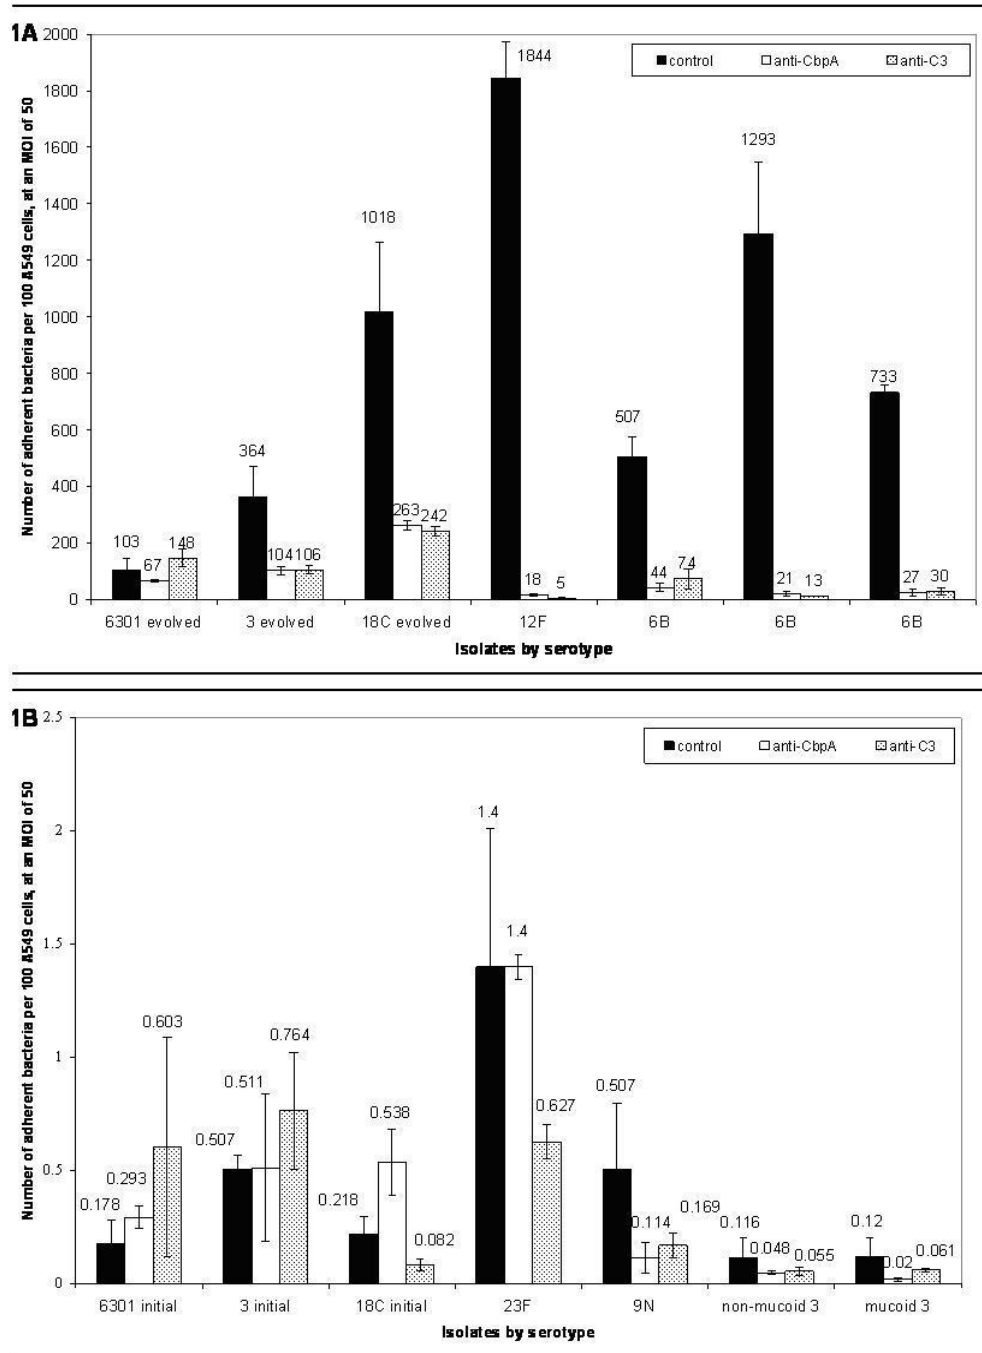 1A
2000
1800
1600
1400
1200
1000
800
600
400
200
0
Number of adherent bacteria per 100 A549 cells, at an MOI of 50
control anti-CbpA anti-C3
103 67 148
364 104 106
1018 263 242
1844 18 5
507 44 74
1293 21 13
733 27 30
6301 evolved 3 evolved 18C evolved 12F 6B 6B 6B
Isolates by serotype
1B
2.5
2
1.5
1
0.5
0
Number of adherent bacteria per 100 A549 cells, at an MOI of 50
control anti-CbpA anti-C3
0.178 0.293 0.603
0.507 0.511 0.764
0.218 0.538 0.082
1.4 1.4 0.627
0.507 0.114 0.169
0.116 0.048 0.055
0.12 0.02 0.061
6301 initial 3 initial 18C initial 23F 9N non-mucoid 3 mucoid 3
Isolates by serotype